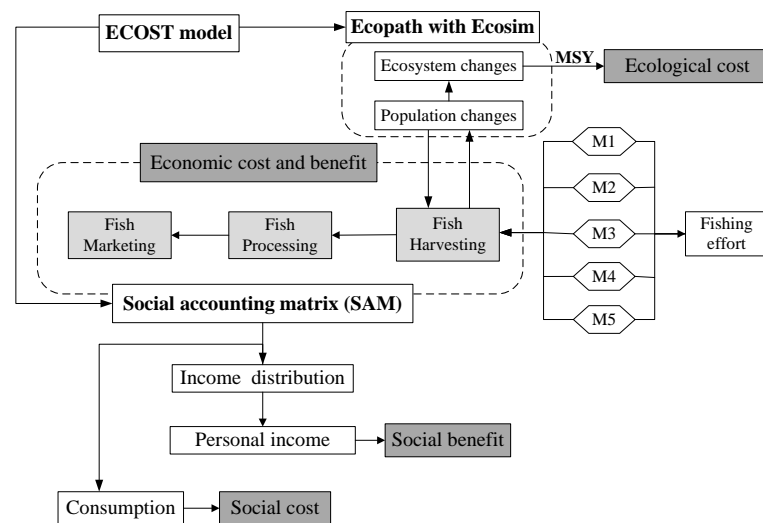 ECOST model
Ecopath with Ecosim
Ecosystem changes
MSY
Ecological cost
Population changes
Economic cost and benefit
M1
M2
M3
M4
M5
Fish
Marketing
Fish
Processing
Fish
Harvesting
Fishing
effort
Social accounting matrix (SAM)
Income distribution
Personal income
Social benefit
Consumption
Social cost